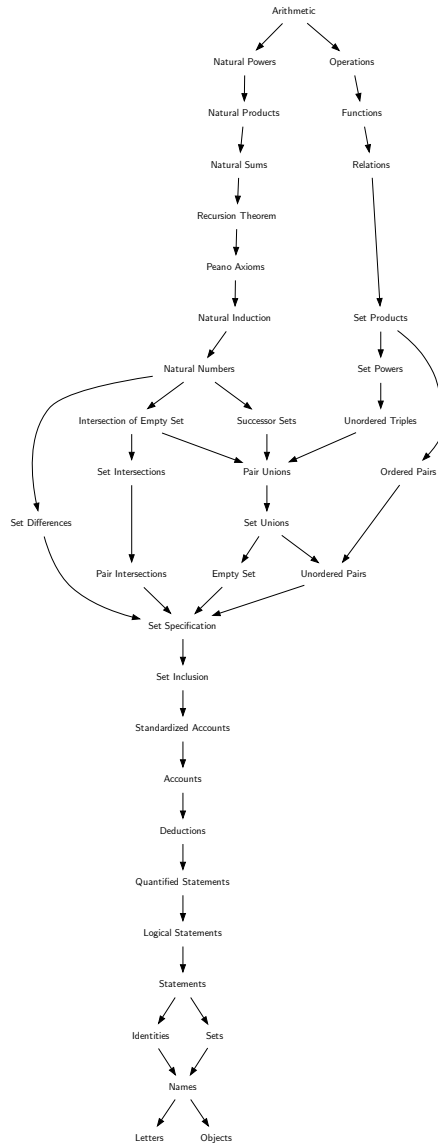 Arithmetic
Natural Powers
Operations
Natural Products
Functions
Natural Sums
Relations
Recursion Theorem
Peano Axioms
Natural Induction
Set Products
Natural Numbers
Set Powers
Intersection of Empty Set
Successor Sets
Unordered Triples
Set Intersections
Pair Unions
Ordered Pairs
Set Differences
Set Unions
Pair Intersections
Empty Set
Unordered Pairs
Set Specification
Set Inclusion
Standardized Accounts
Accounts
Deductions
Quantified Statements
Logical Statements
Statements
Identities
Sets
Names
Letters
Objects